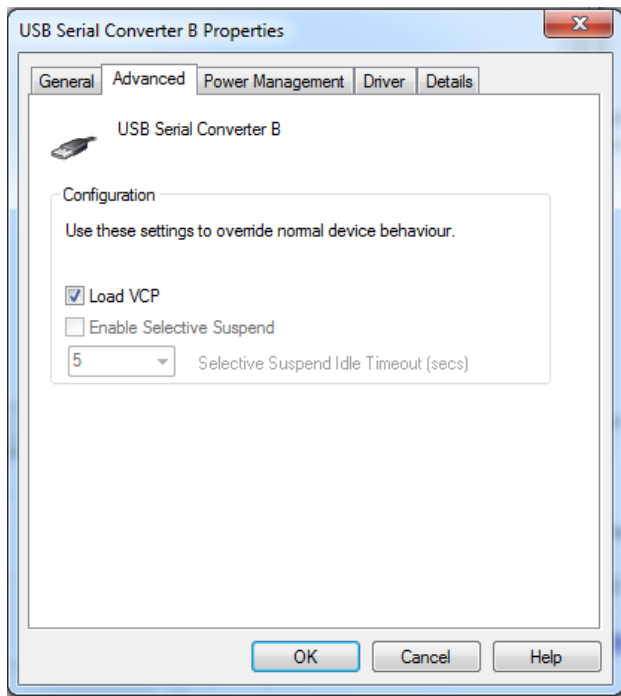 USB Serial Converter B Properties
General Advanced Power Management Driver Details
USB Serial Converter B
Configuration
Use these settings to override normal device behaviour.
Load VCP
Enable Selective Suspend
5 Selective Suspend Idle Timeout (secs)
OK Cancel Help